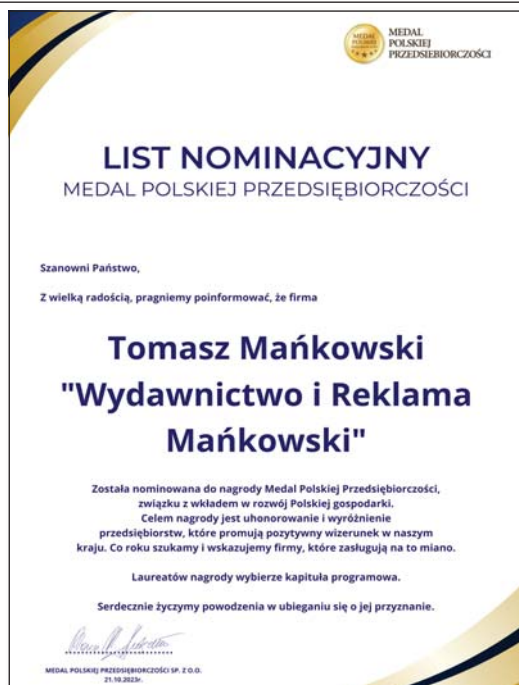 MEDAL
POLSKIEJ
PRZEDSIĘBIORCZOŚCI
LIST NOMINACYJNY
MEDAL POLSKIEJ PRZEDSIĘBIORCZOŚCI
Szanowni Państwo,
Z wielką radością, pragniemy poinformować, że firma
Tomasz Mańkowski
"Wydawnictwo i Reklama
Mańkowski"
Została nominowana do nagrody Medal Polskiej Przedsiębiorczości,
związku z wkładem w rozwój Polskiej gospodarki.
Celem nagrody jest uhonorowanie i wyróżnienie
przedsiębiorstw, które promują pozytywny wizerunek w naszym
kraju. Co roku szukamy i wskazujemy firmy, które zasługują na to miano.
Laureatów nagrody wybierze kapituła programowa.
Serdecznie życzymy powodzenia w ubieganiu się o jej przyznanie.
MEDAL POLSKIEJ PRZEDSIĘBIORCZOŚCI SP. Z O.O.
21.10.2023r.